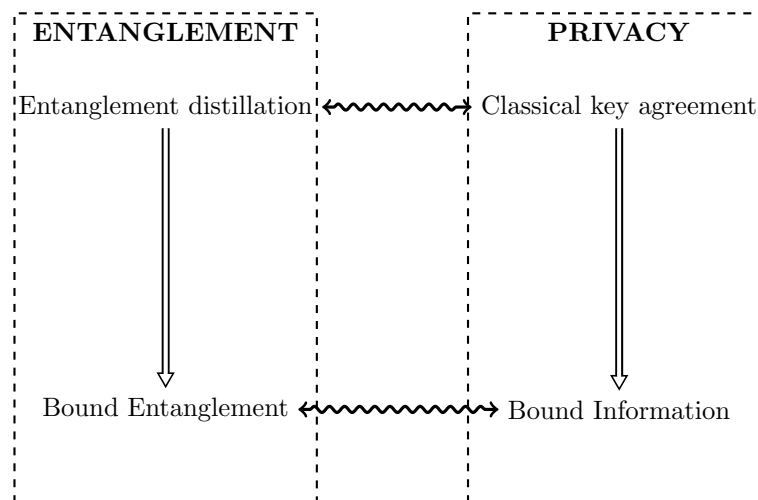 ENTANGLEMENT
PRIVACY
Entanglement distillation
Classical key agreement
Bound Entanglement
Bound Information